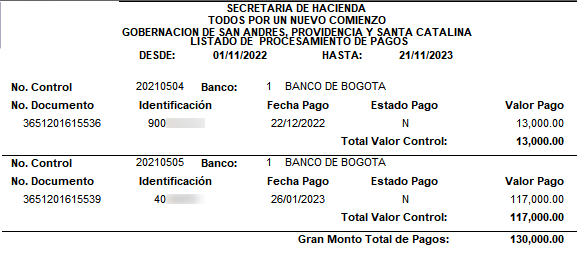 SECRETARIA DE HACIENDA
TODOS POR UN NUEVO COMIENZO
GOBERNACION DE SAN ANDRES, PROVIDENCIA Y SANTA CATALINA
LISTADO DE PROCESAMIENTO DE PAGOS
DESDE: 01/11/2022 HASTA: 21/11/2023
No. Control 20210504 Banco: 1 BANCO DE BOGOTA
No. Documento Identificación Fecha Pago Estado Pago Valor Pago
3651201615536 900 22/12/2022 N 13,000.00
Total Valor Control: 13,000.00
No. Control 20210505 Banco: 1 BANCO DE BOGOTA
No. Documento Identificación Fecha Pago Estado Pago Valor Pago
3651201615539 40 26/01/2023 N 117,000.00
Total Valor Control: 117,000.00
Gran Monto Total de Pagos: 130,000.00